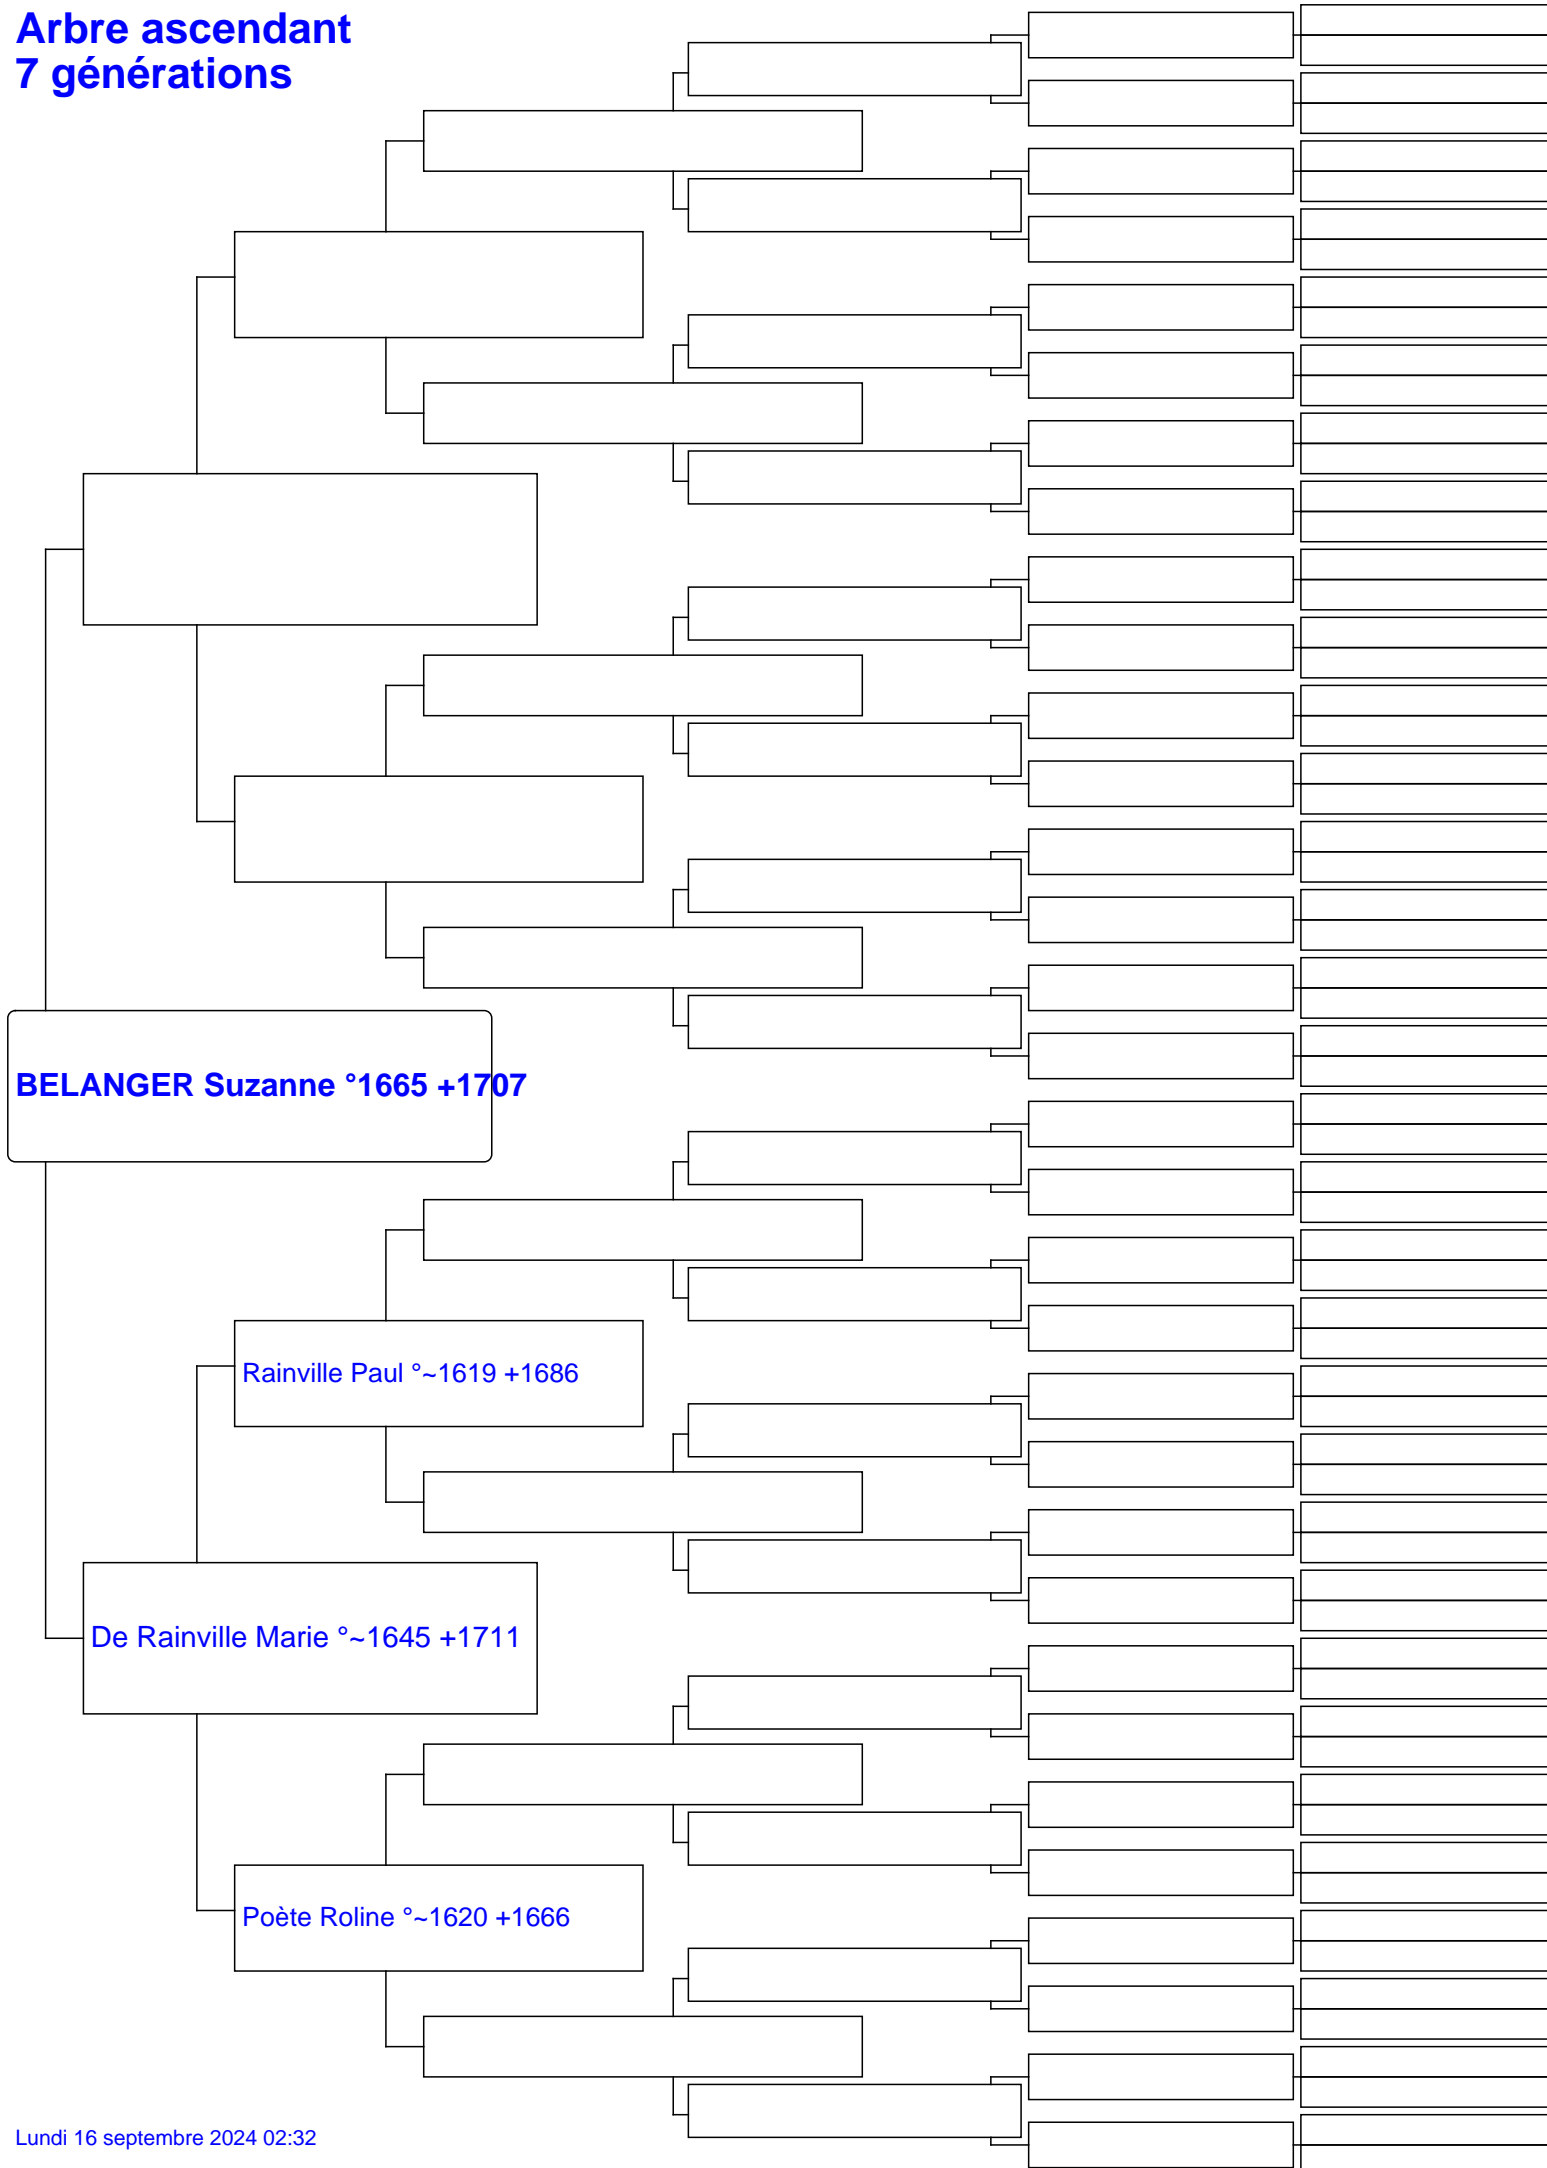 Arbre ascendant
7 générations
BELANGER Suzanne °1665 +1707
Rainville Paul °~1619 +1686
De Rainville Marie °~1645 +1711
Poète Roline °~1620 +1666
Lundi 16 septembre 2024 02:32